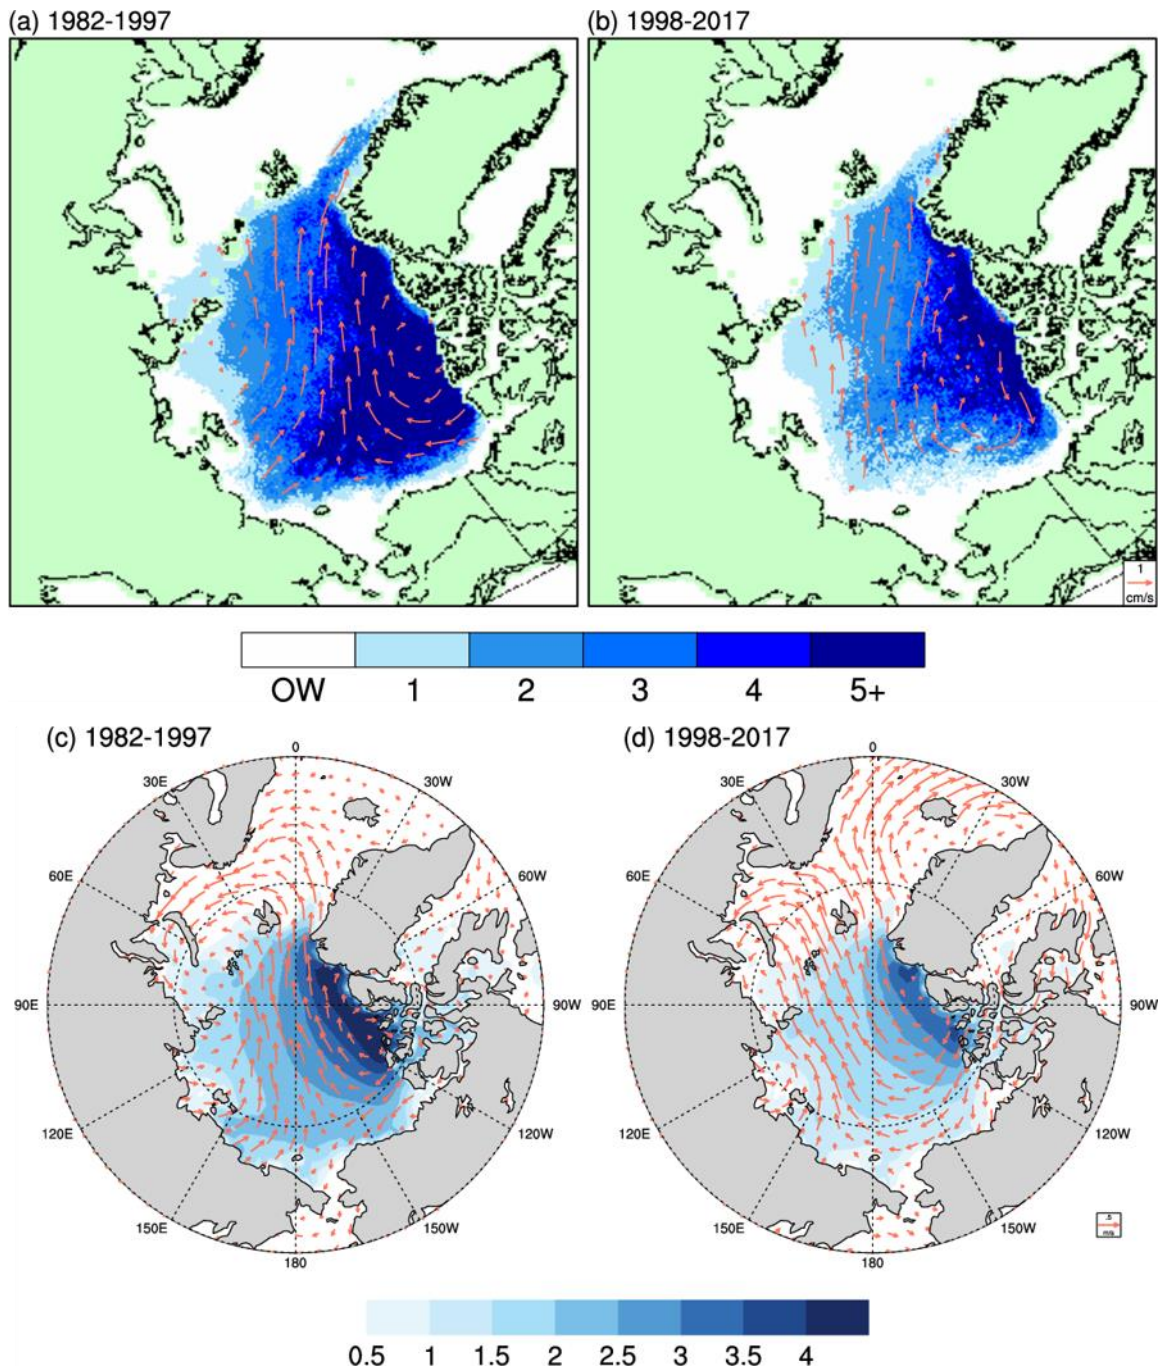 (a) 1982-1997
(b) 1998-2017
1
cm/s
OW 1 2 3 4 5+
(c) 1982-1997
(d) 1998-2017
0
0
30E
30W
30E
30W
60E
60W
60E
60W
90E
90W
90E
90W
120E
120W
120E
120W
150E
150W
150E
150W
180
180
.5
m/s
0.5 1 1.5 2 2.5 3 3.5 4